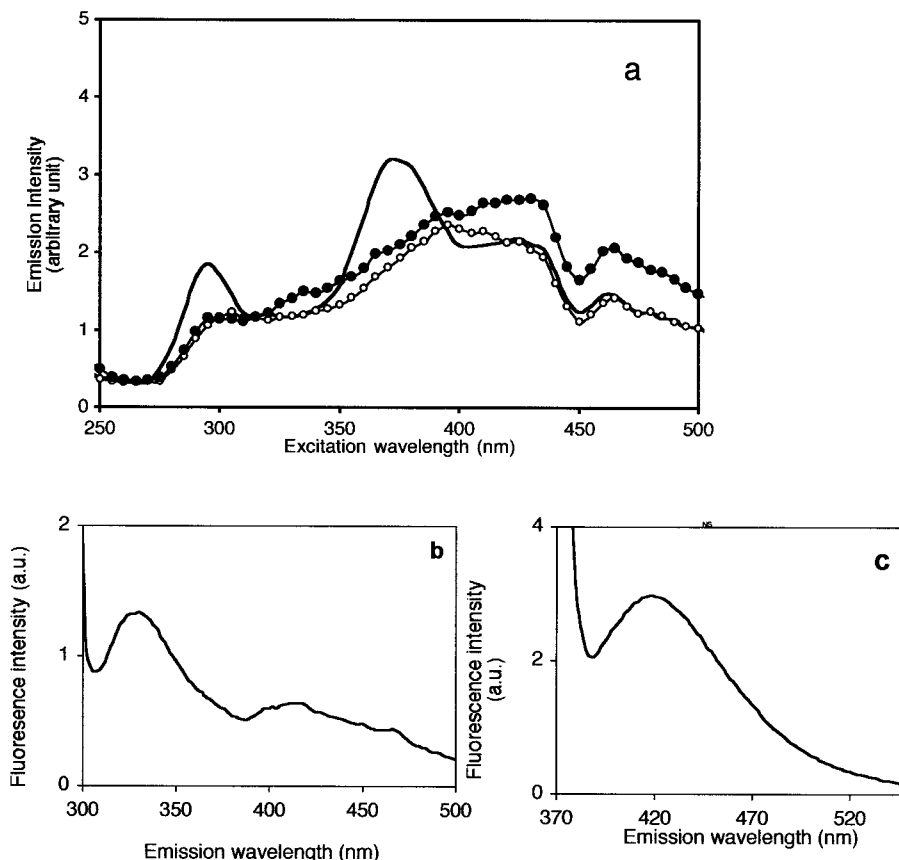 a
Emission intensity
(arbitrary unit)
5
4
3
2
1
0
250 300 350 400 450 500
Excitation wavelength (nm)
b
Fluoresence intensity (a.u.)
2
1
0
300 350 400 450 500
Emission wavelength (nm)
c
NS
Fluorescence intensity
(a.u.)
4
2
0
370 420 470 520
Emission wavelength (nm)